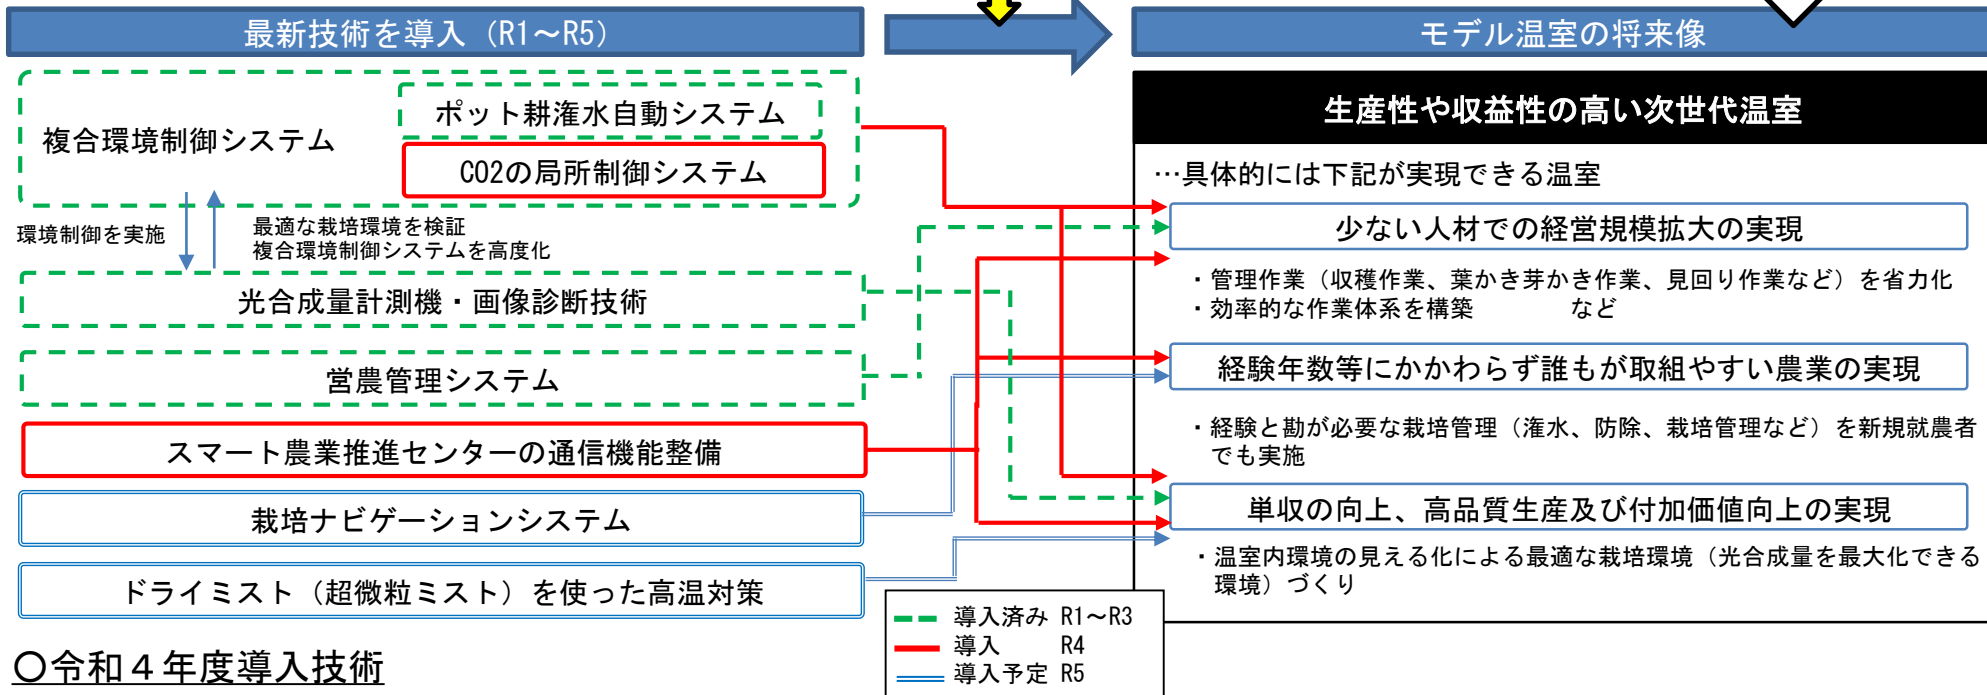 最新技術を導入（R1～R5）
モデル温室の将来像
複合環境制御システム
ポット耕潅水自動システム
CO2の局所制御システム
環境制御を実施
最適な栽培環境を検証
複合環境制御システムを高度化
光合成量計測機・画像診断技術
営農管理システム
スマート農業推進センターの通信機能整備
栽培ナビゲーションシステム
ドライミスト（超微粒ミスト）を使った高温対策
生産性や収益性の高い次世代温室
…具体的には下記が実現できる温室
少ない人材での経営規模拡大の実現
・管理作業（収穫作業、葉かき芽かき作業、見回り作業など）を省力化
・効率的な作業体系を構築　　　　など
経験年数等にかかわらず誰もが取組やすい農業の実現
・経験と勘が必要な栽培管理（潅水、防除、栽培管理など）を新規就農者
でも実施
単収の向上、高品質生産及び付加価値向上の実現
・温室内環境の見える化による最適な栽培環境（光合成量を最大化できる
環境）づくり
導入済み R1～R3
導入　　 R4
導入予定 R5
〇令和４年度導入技術